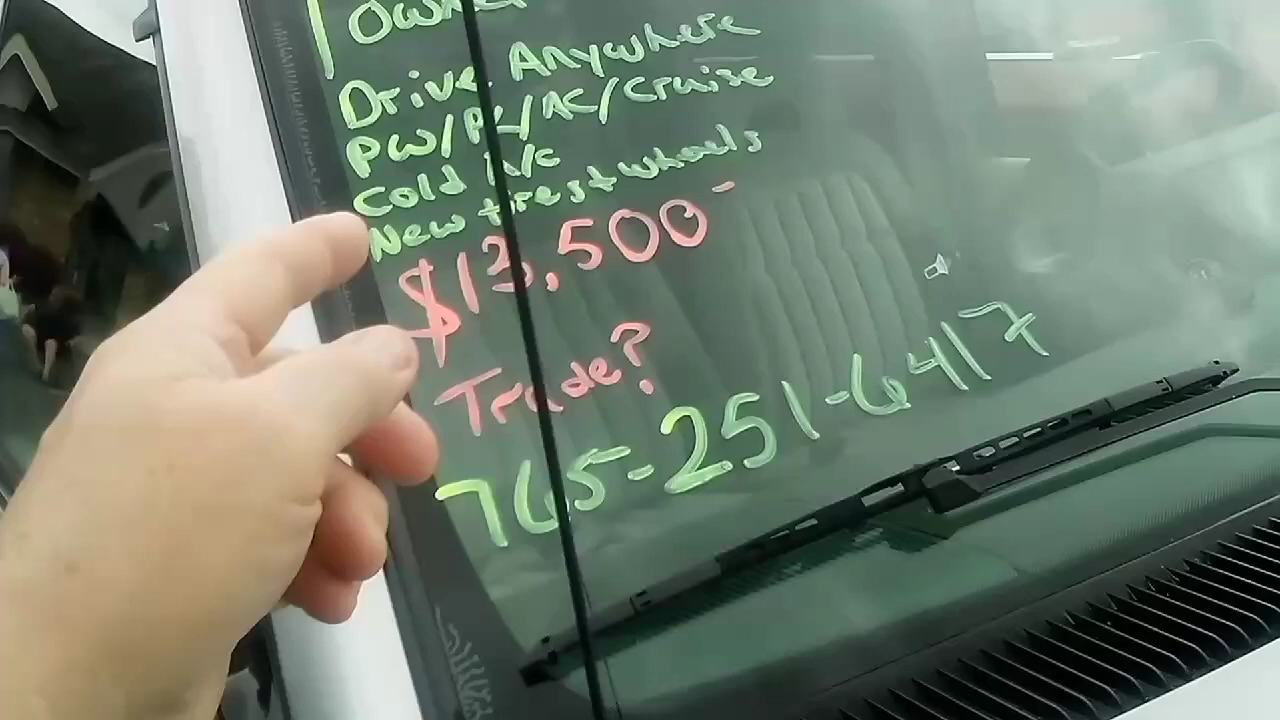 Owner
Drive Anywhere
PW/PL/AC/Cruise
Cold A/c
New tires+wheels
$13,500-
Trade?
765-251-6417